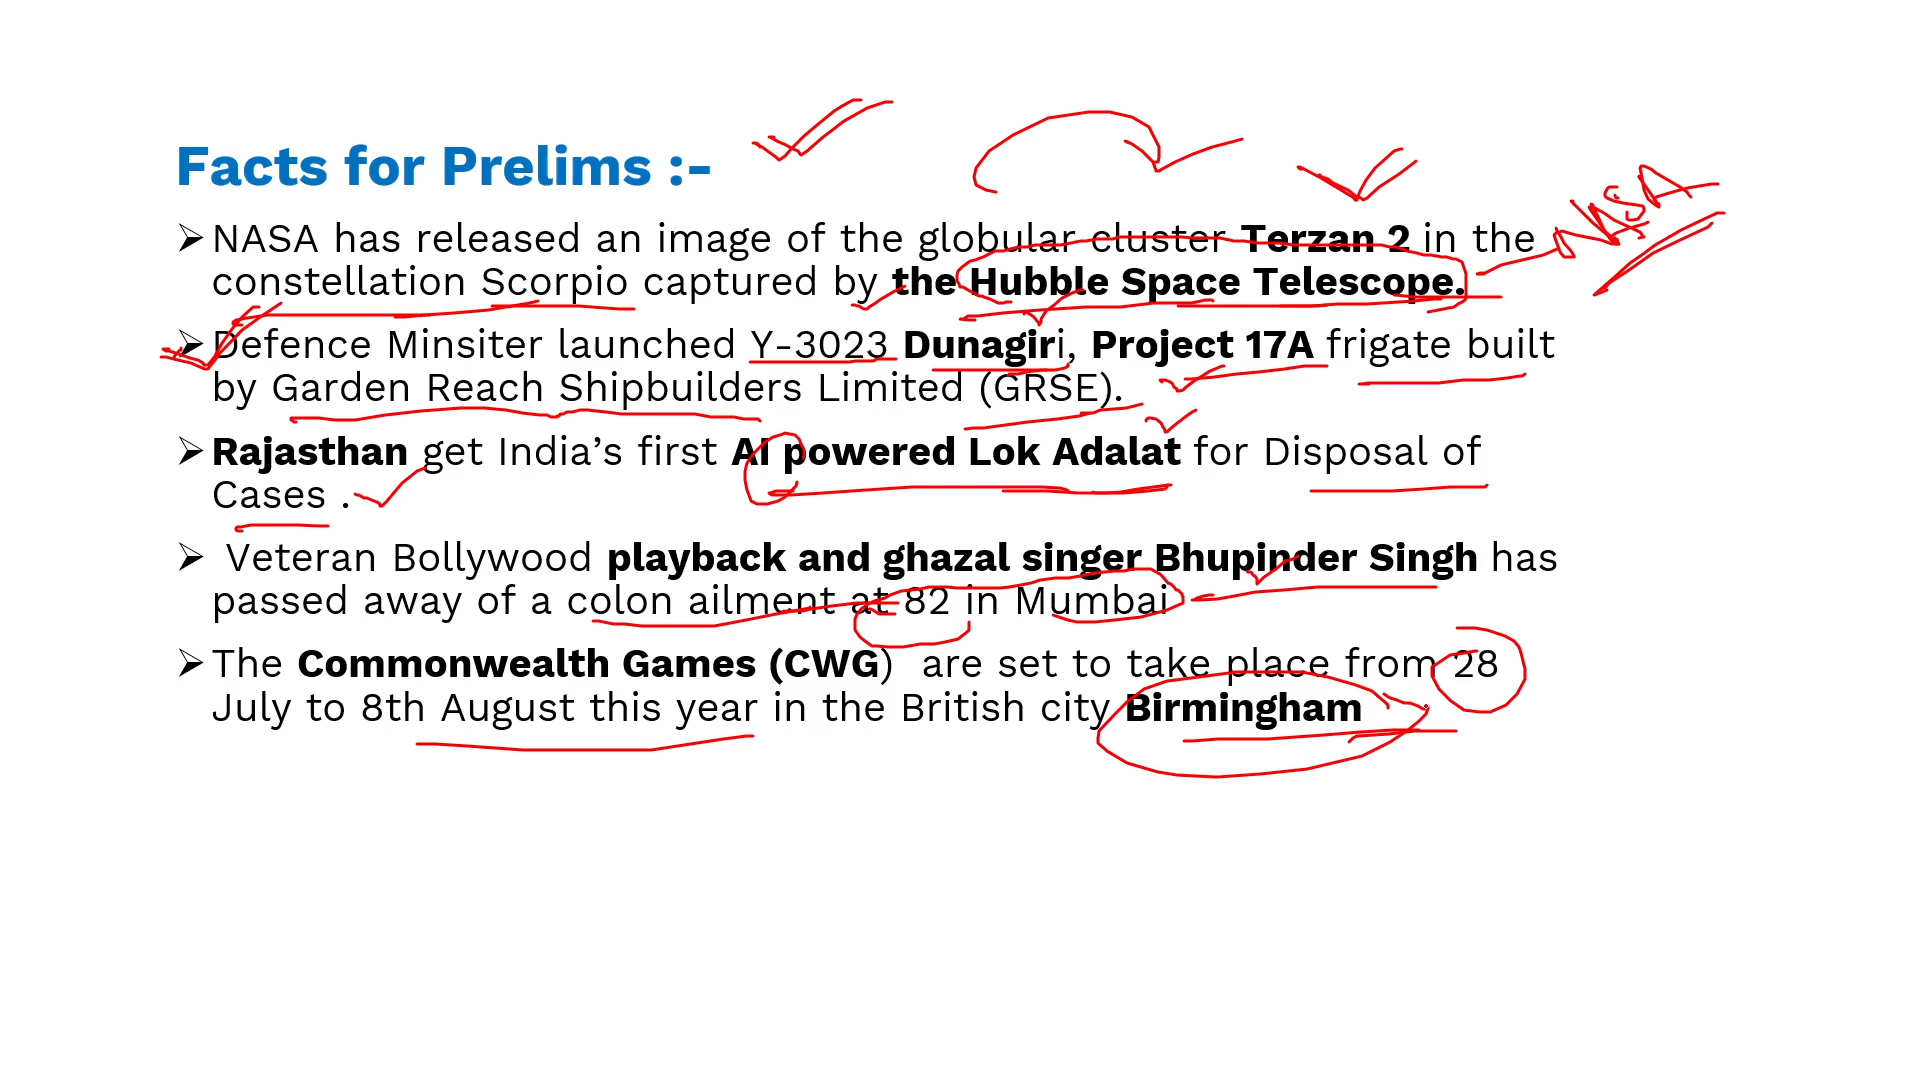 Facts for Prelims :-
➢NASA has released an image of the globular cluster Terzan 2 in the
constellation Scorpio captured by the Hubble Space Telescope.
NASA
➢Defence Minsiter launched Y-3023 Dunagiri, Project 17A frigate built
by Garden Reach Shipbuilders Limited (GRSE).
➢Rajasthan get India’s first AI powered Lok Adalat for Disposal of
Cases .
➢ Veteran Bollywood playback and ghazal singer Bhupinder Singh has
passed away of a colon ailment at 82 in Mumbai
➢The Commonwealth Games (CWG) are set to take place from 28
July to 8th August this year in the British city Birmingham